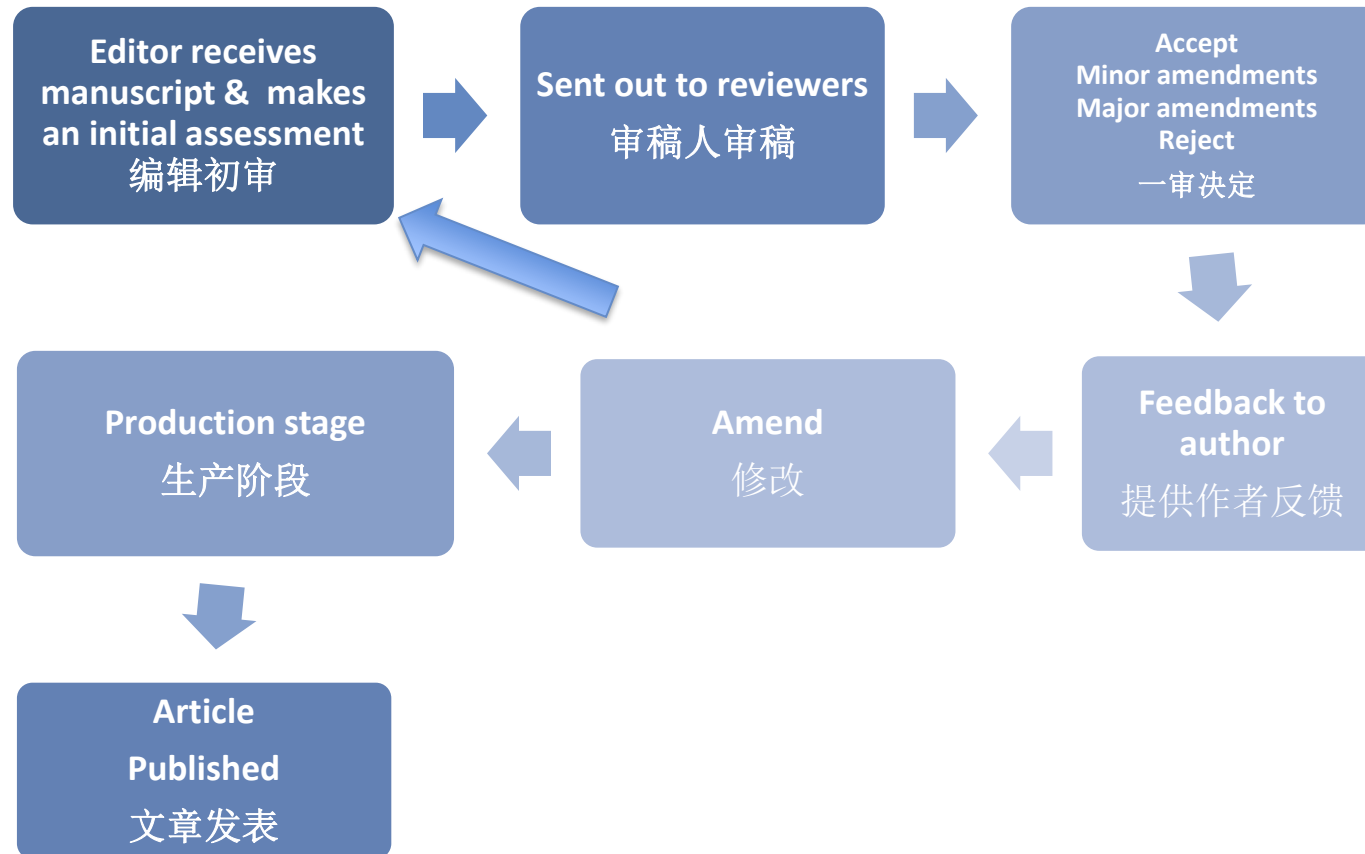 Editor receives
manuscript & makes
an initial assessment
编辑初审
Sent out to reviewers
审稿人审稿
Accept
Minor amendments
Major amendments
Reject
一审决定
Feedback to
author
提供作者反馈
Amend
修改
Production stage
生产阶段
Article
Published
文章发表